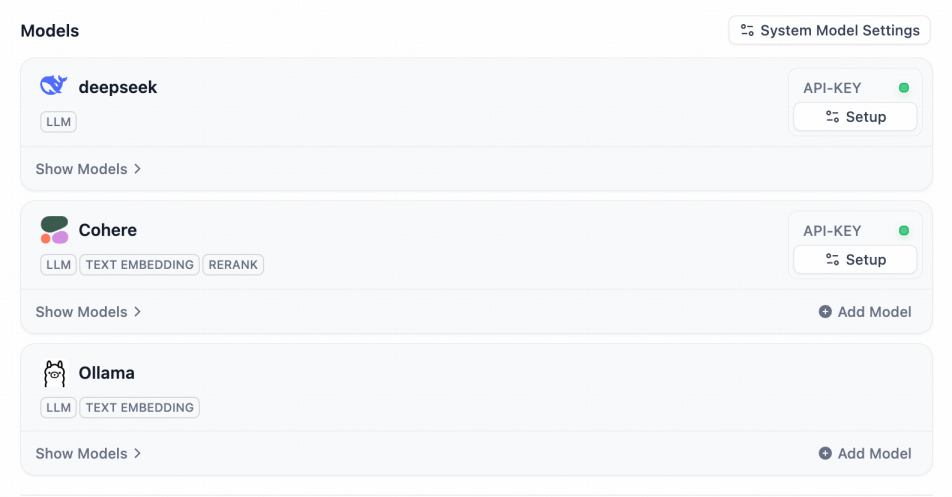 Models
System Model Settings
deepseek
API-KEY
LLM
Setup
Show Models
Cohere
API-KEY
LLM TEXT EMBEDDING RERANK
Setup
Show Models
Add Model
Ollama
LLM TEXT EMBEDDING
Show Models
Add Model